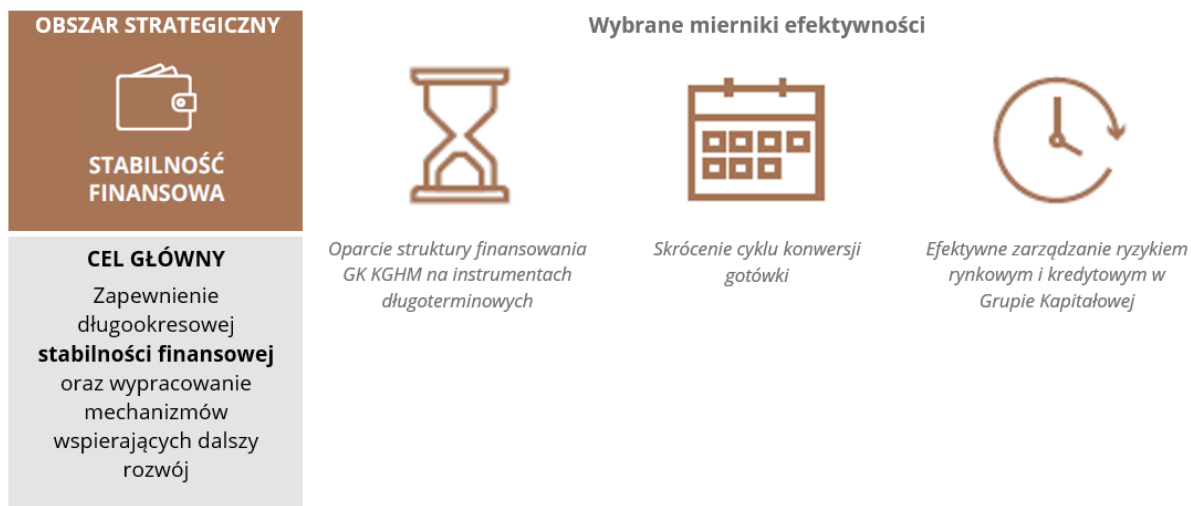 OBSZAR STRATEGICZNY
STABILNOŚĆ
FINANSOWA
CEL GŁÓWNY
Zapewnienie
długookresowej
stabilności finansowej
oraz wypracowanie
mechanizmów
wspierających dalszy
rozwój
Wybrane mierniki efektywności
Oparcie struktury finansowania
GK KGHM na instrumentach
długoterminowych
Skrócenie cyklu konwersji
gotówki
Efektywne zarządzanie ryzykiem
rynkowym i kredytowym w
Grupie Kapitałowej